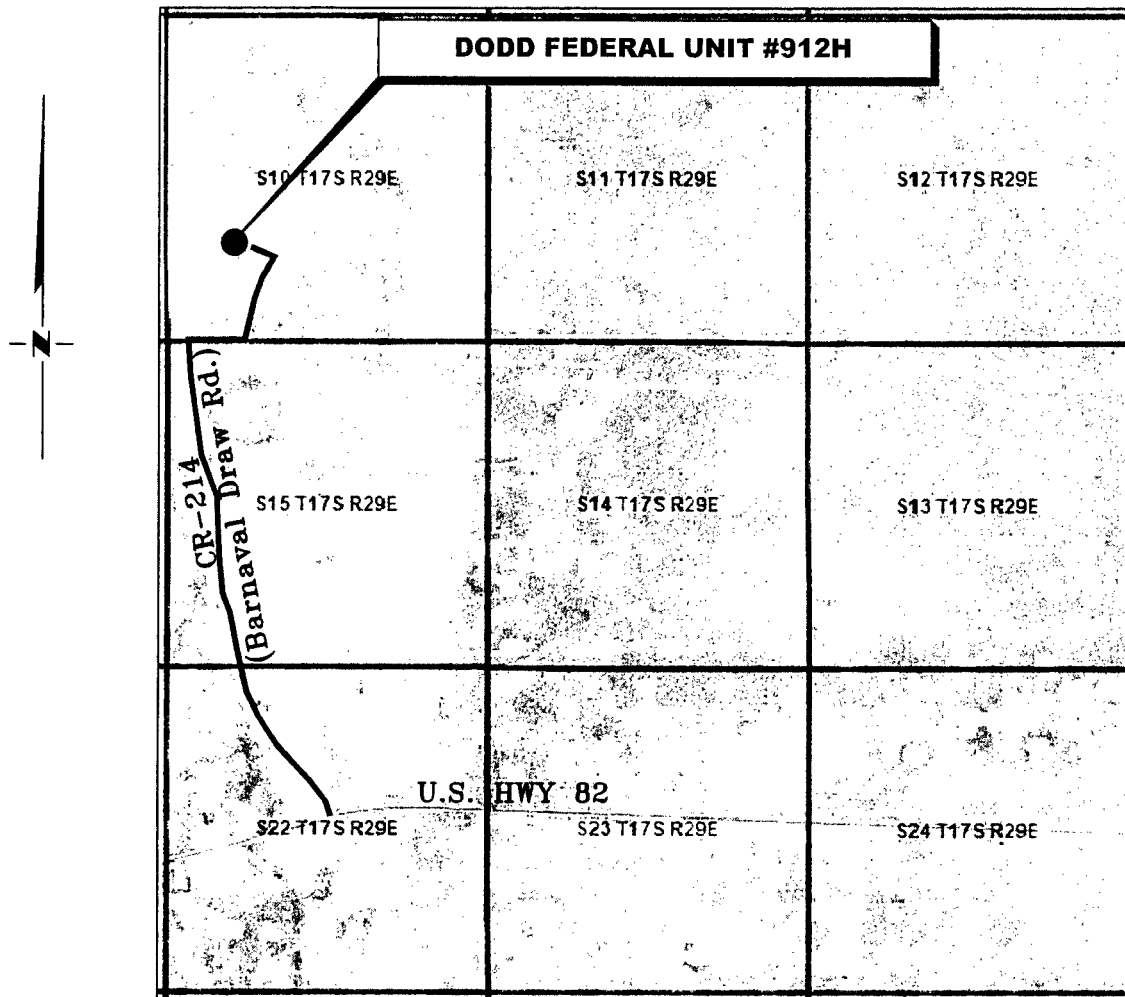 DODD FEDERAL UNIT #912H
S10 T17S R29E
S11 T17S R29E
S12 T17S R29E
N
CR-214
(Barnaval Draw Rd.)
S15 T17S R29E
S14 T17S R29E
S13 T17S R29E
U.S. HWY 82
S22 T17S R29E
S23 T17S R29E
S24 T17S R29E